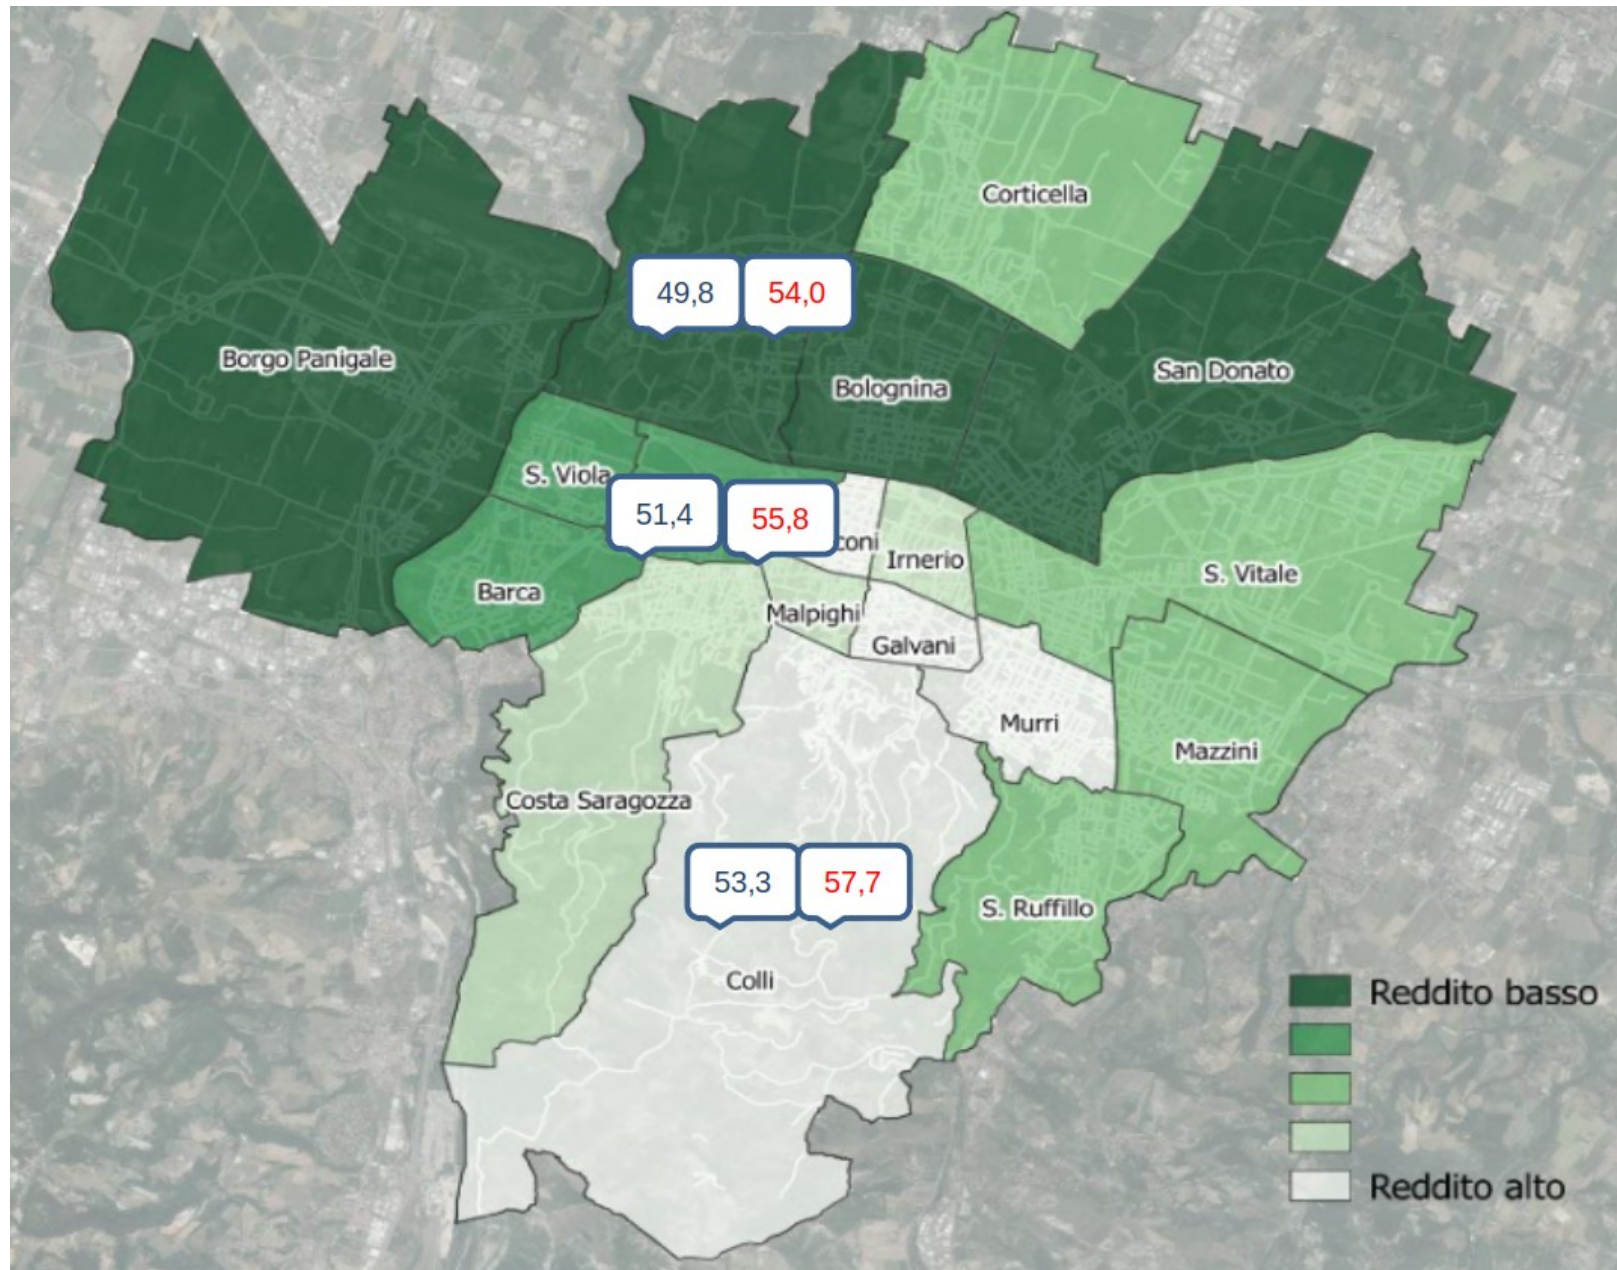 Corticella
49,8
54,0
Borgo Panigale
San Donato
Bolognina
S. Viola
51,4
55,8
coni
Irnerio
S. Vitale
Barca
Malpighi
Galvani
Murri
Mazzini
Costa Saragozza
53,3
57,7
S. Ruffillo
Colli
Reddito basso
Reddito alto